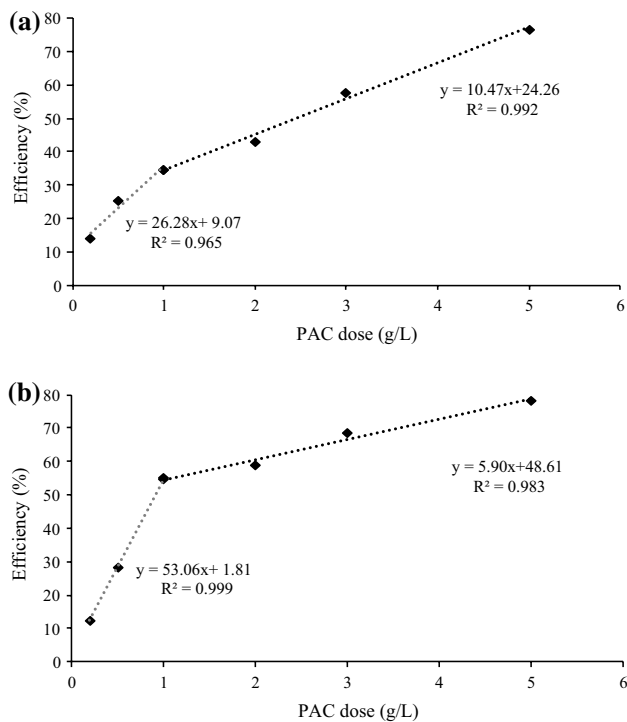 (a)
80
70
60
50
40
30
20
10
0
Efficiency (%)
y = 10.47x+24.26
R² = 0.992
y = 26.28x+ 9.07
R² = 0.965
0 1 2 3 4 5 6
PAC dose (g/L)
(b)
80
70
60
50
40
30
20
10
0
Efficiency (%)
y = 5.90x+48.61
R² = 0.983
y = 53.06x+ 1.81
R² = 0.999
0 1 2 3 4 5 6
PAC dose (g/L)